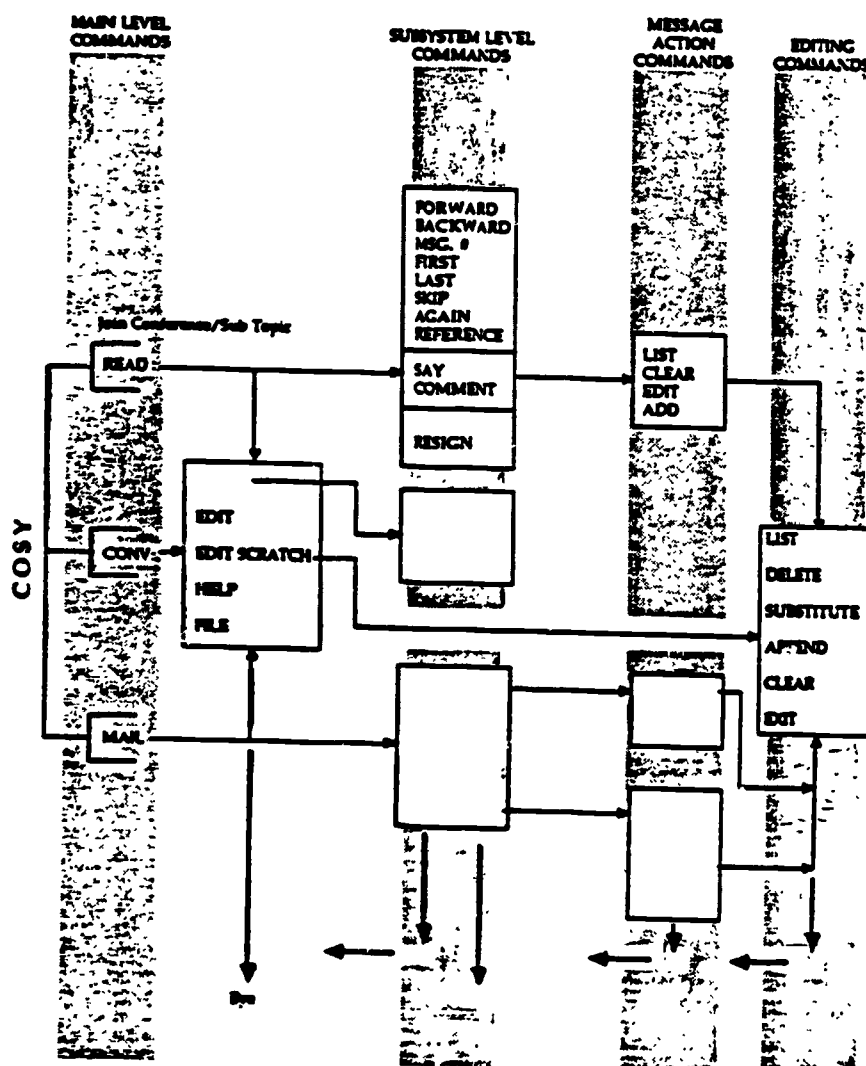 MAIN LEVEL
COMMANDS
SUBSYSTEM LEVEL
COMMANDS
MESSAGE
ACTION
COMMANDS
EDITING
COMMANDS
FORWARD
BACKWARD
MSG. #
FIRST
LAST
SKIP
AGAIN
REFERENCE
Join Conference/Sub Topic
READ
SAY
COMMENT
RESIGN
LIST
CLEAR
EDIT
ADD
COSY
CONV.
EDIT
EDIT SCRATCH
HELP
FILE
LIST
DELETE
SUBSTITUTE
APPEND
CLEAR
EXIT
MAIL
Bye